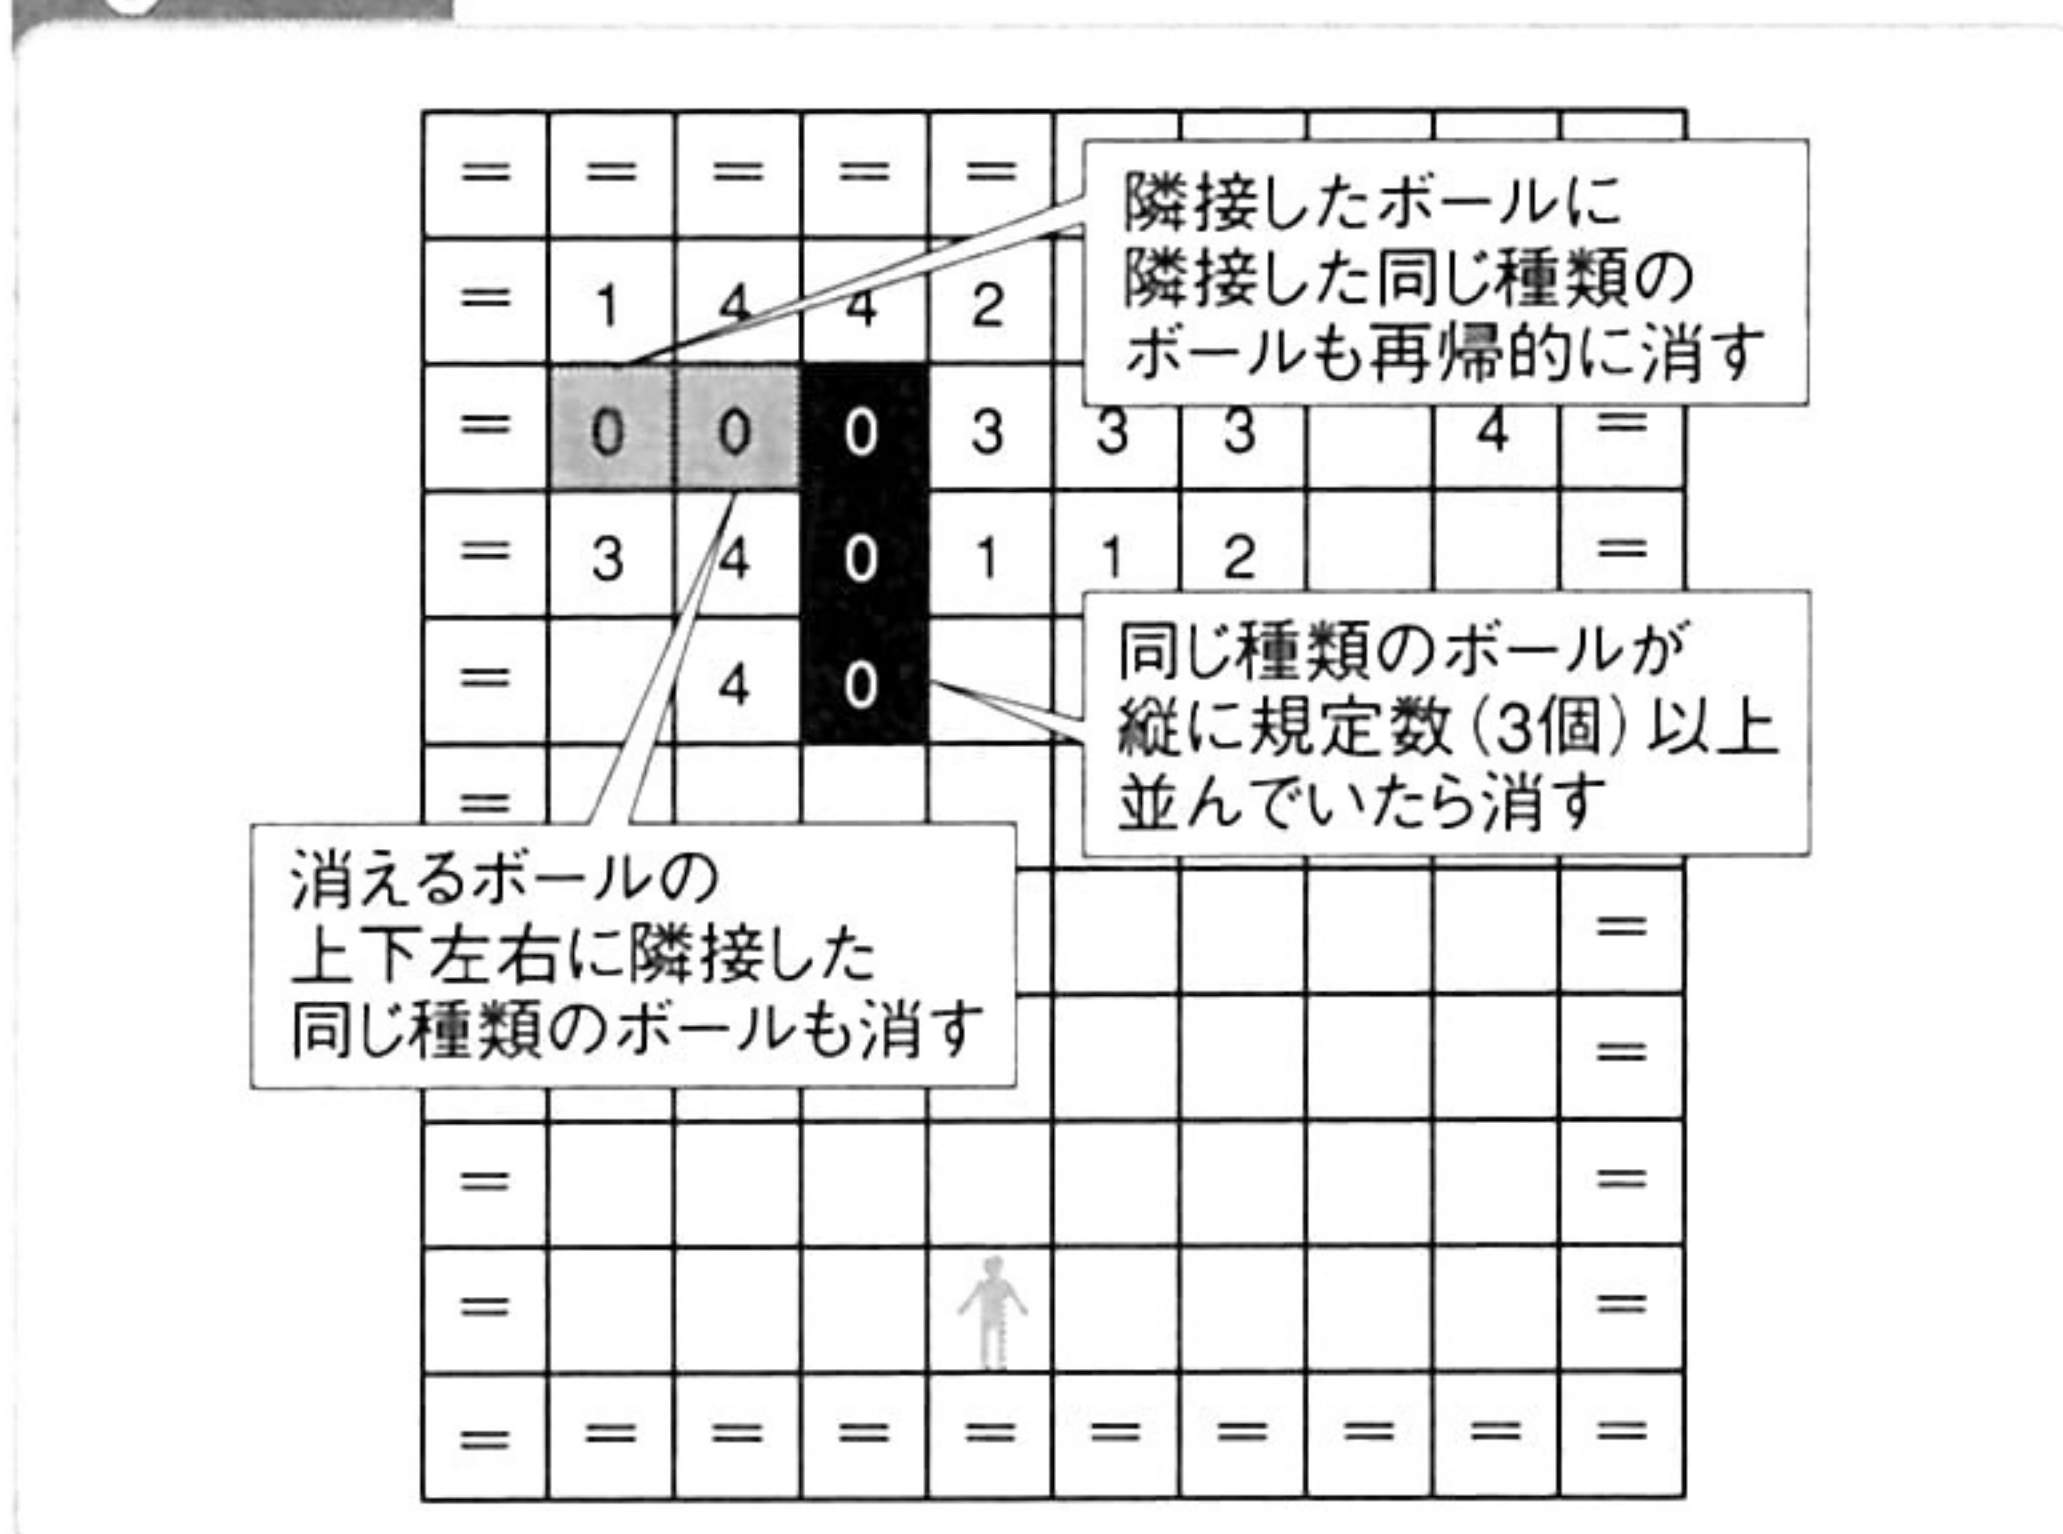 = = = = =
隣接したボールに
隣接した同じ種類の
ボールも再帰的に消す
= 1 4 4 2
= 0 0 0 3 3 3 4 =
= 3 4 0 1 1 2 =
= 4 0
同じ種類のボールが
縦に規定数(3個)以上
並んでいたら消す
=
消えるボールの
上下左右に隣接した
同じ種類のボールも消す
=
=
= =
= =
= = = = = = = = = =